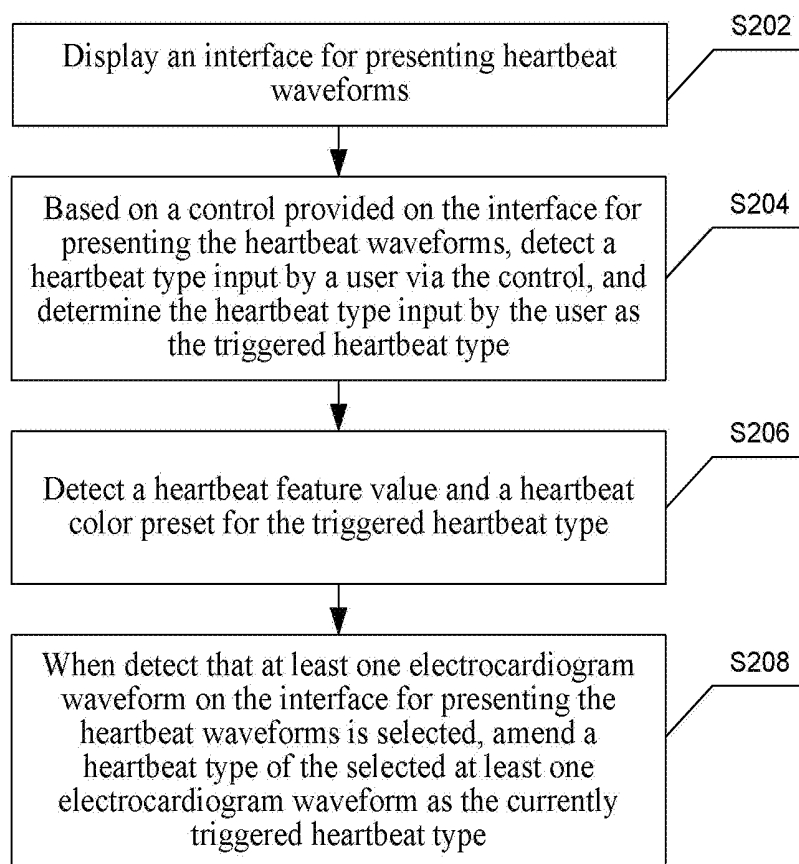 S202
Display an interface for presenting heartbeat
waveforms
S204
Based on a control provided on the interface for
presenting the heartbeat waveforms, detect a
heartbeat type input by a user via the control, and
determine the heartbeat type input by the user as
the triggered heartbeat type
S206
Detect a heartbeat feature value and a heartbeat
color preset for the triggered heartbeat type
S208
When detect that at least one electrocardiogram
waveform on the interface for presenting the
heartbeat waveforms is selected, amend a
heartbeat type of the selected at least one
electrocardiogram waveform as the currently
triggered heartbeat type